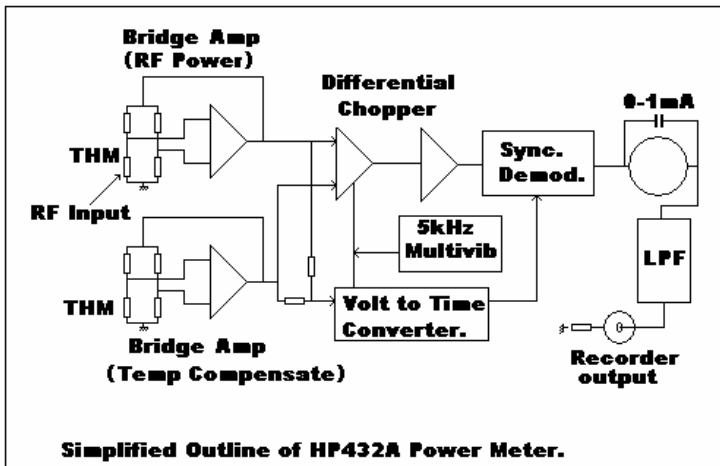 Bridge Amp
(RF Power)
Differential
Chopper
0-1mA
THM
RF Input
Sync.
Demod.
5kHz
Multivib
LPF
THM
Volt to Time
Converter.
Bridge Amp
(Temp Compensate)
Recorder
output
Simplified Outline of HP432A Power Meter.